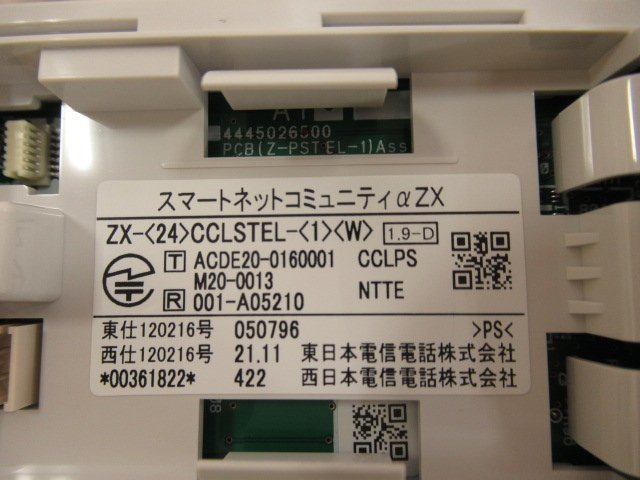 4445026500
PCB(Z-PSTEL-1)Ass
スマートネットコミュニティαZX
ZX-<24>CCLSTEL-<1><W> 1.9-D
T ACDE20-0160001 CCLPS
M20-0013
R 001-A05210 NTTE
東仕120216号 050796 >PS<
西仕120216号 21.11 東日本電信電話株式会社
*00361822* 422 西日本電信電話株式会社